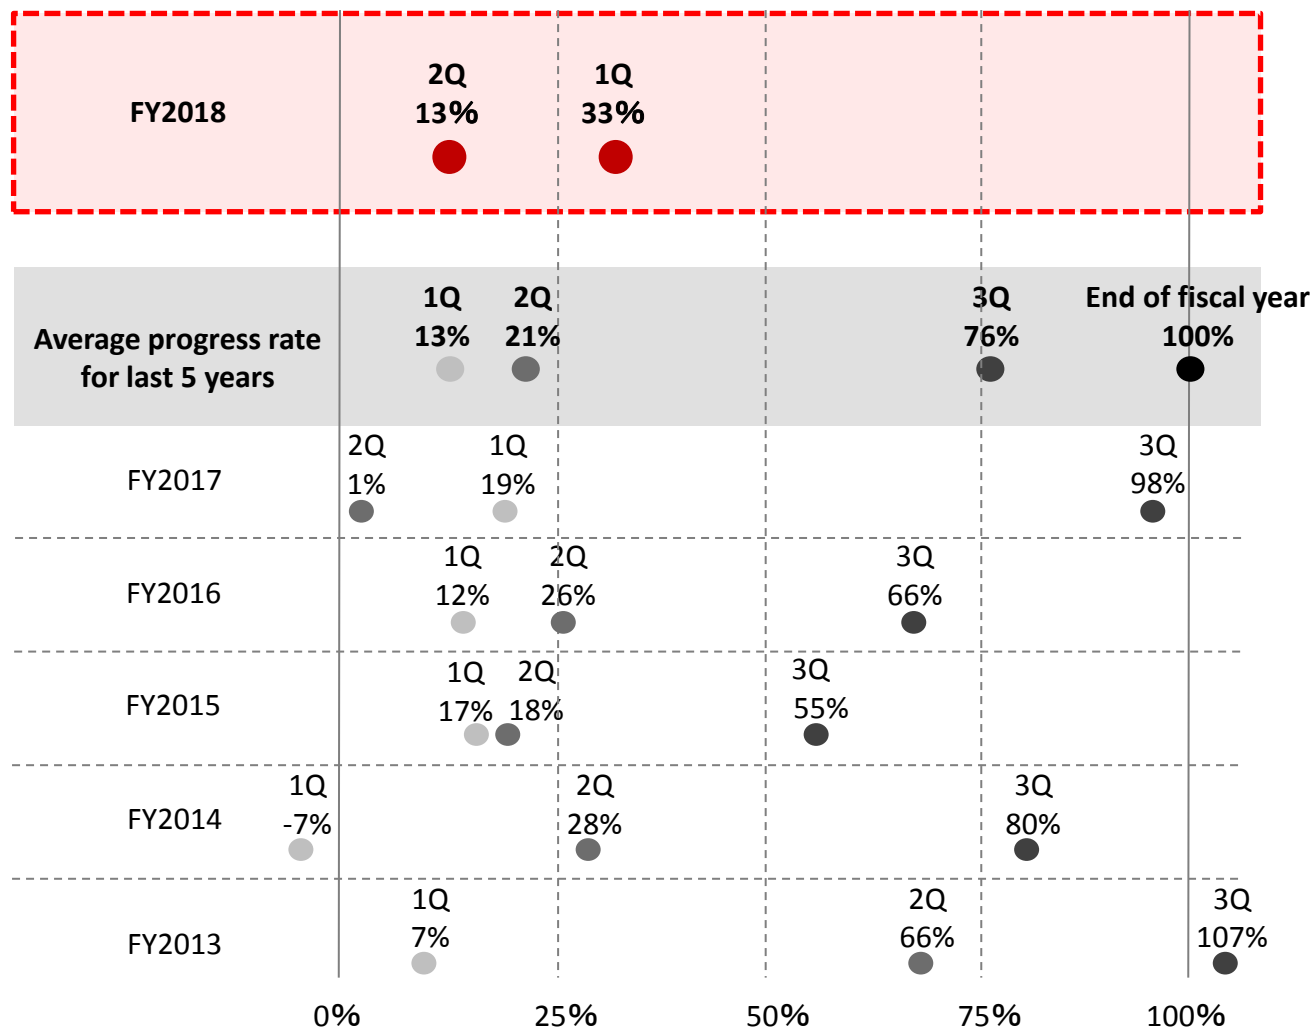 2Q 1Q
FY2018 13% 33%
1Q 2Q 3Q End of fiscal year
Average progress rate 13% 21% 76% 100%
for last 5 years
2Q 1Q 3Q
FY2017 1% 19% 98%
1Q 2Q 3Q
FY2016 12% 26% 66%
1Q 2Q 3Q
FY2015 17% 18% 55%
1Q 2Q 3Q
FY2014 -7% 28% 80%
1Q 2Q 3Q
FY2013 7% 66% 107%
0% 25% 50% 75% 100%